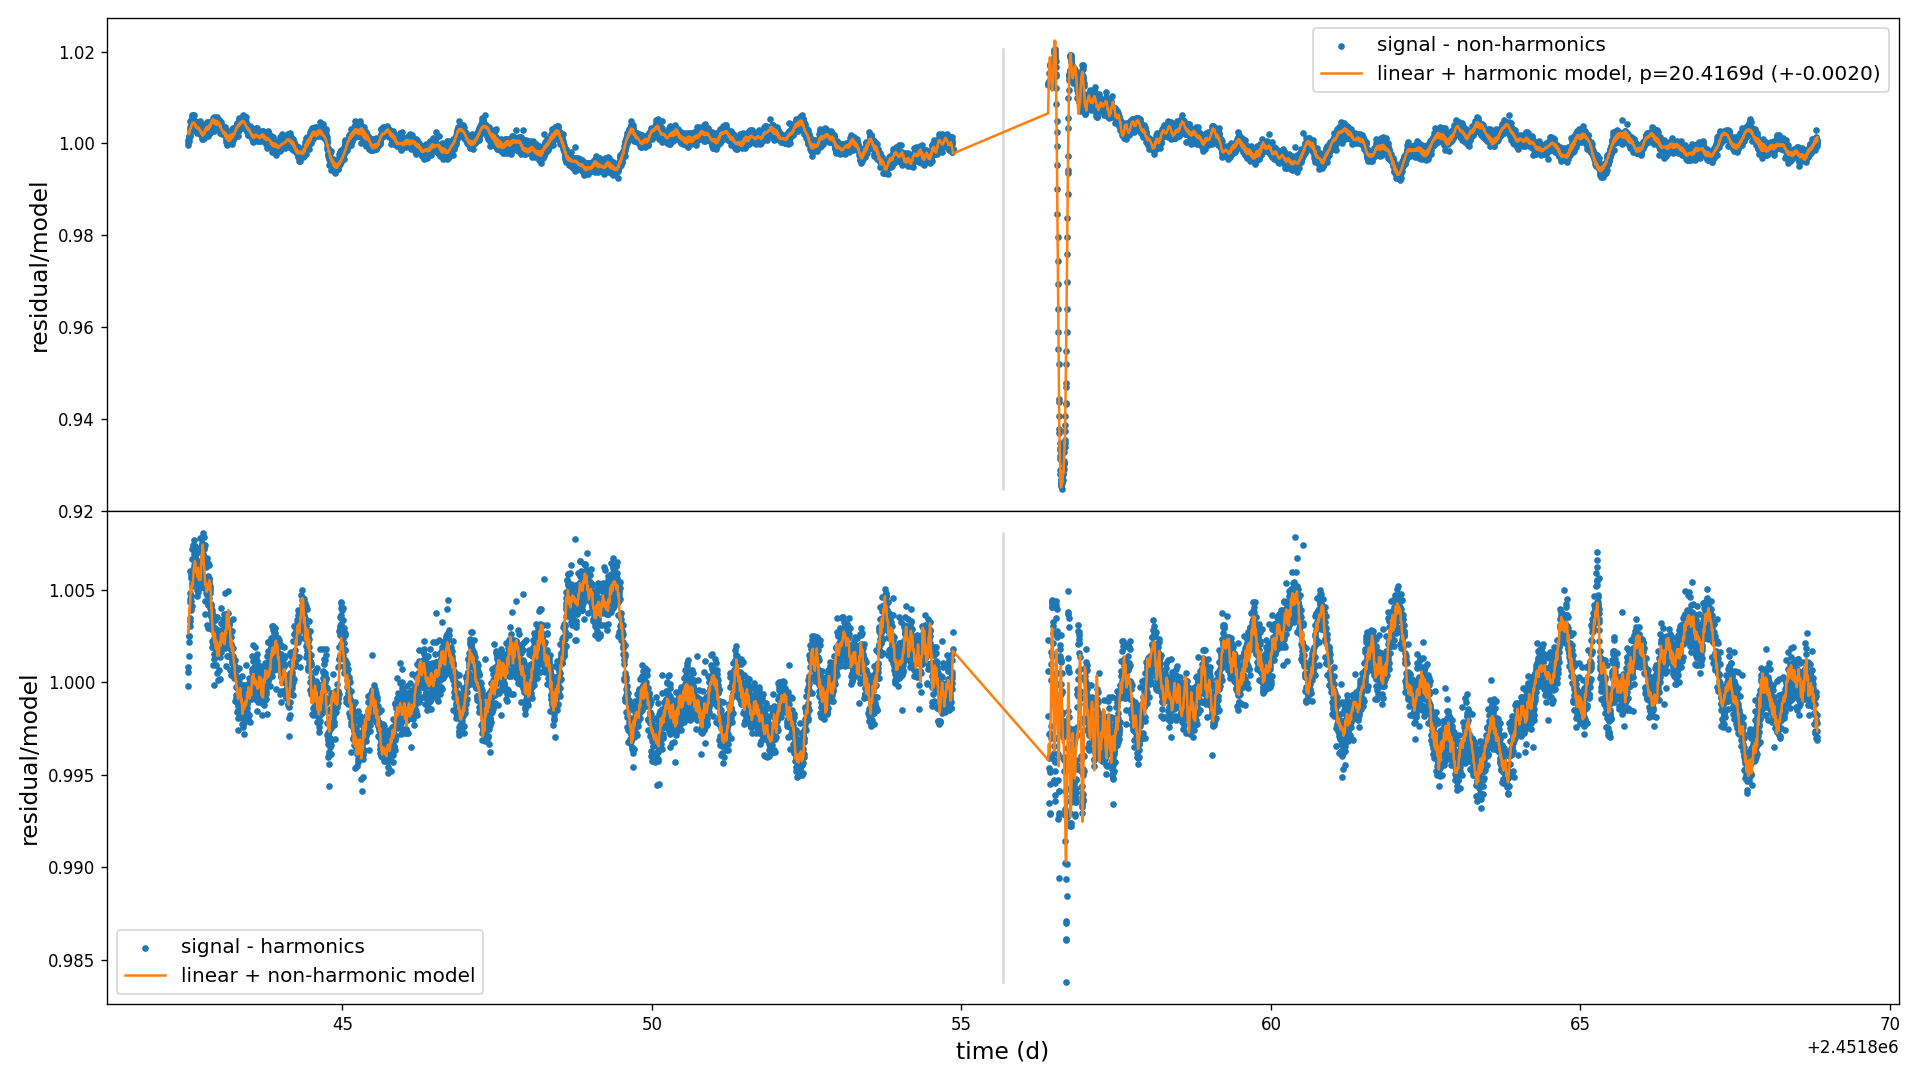 signal - non-harmonics
linear + harmonic model, p=20.4169d (+-0.0020)
residual/model
1.02
1.00
0.98
0.96
0.94
0.92
residual/model
1.005
1.000
0.995
0.990
0.985
signal - harmonics
linear + non-harmonic model
45
50
55
60
65
70
time (d)
+2.4518e6